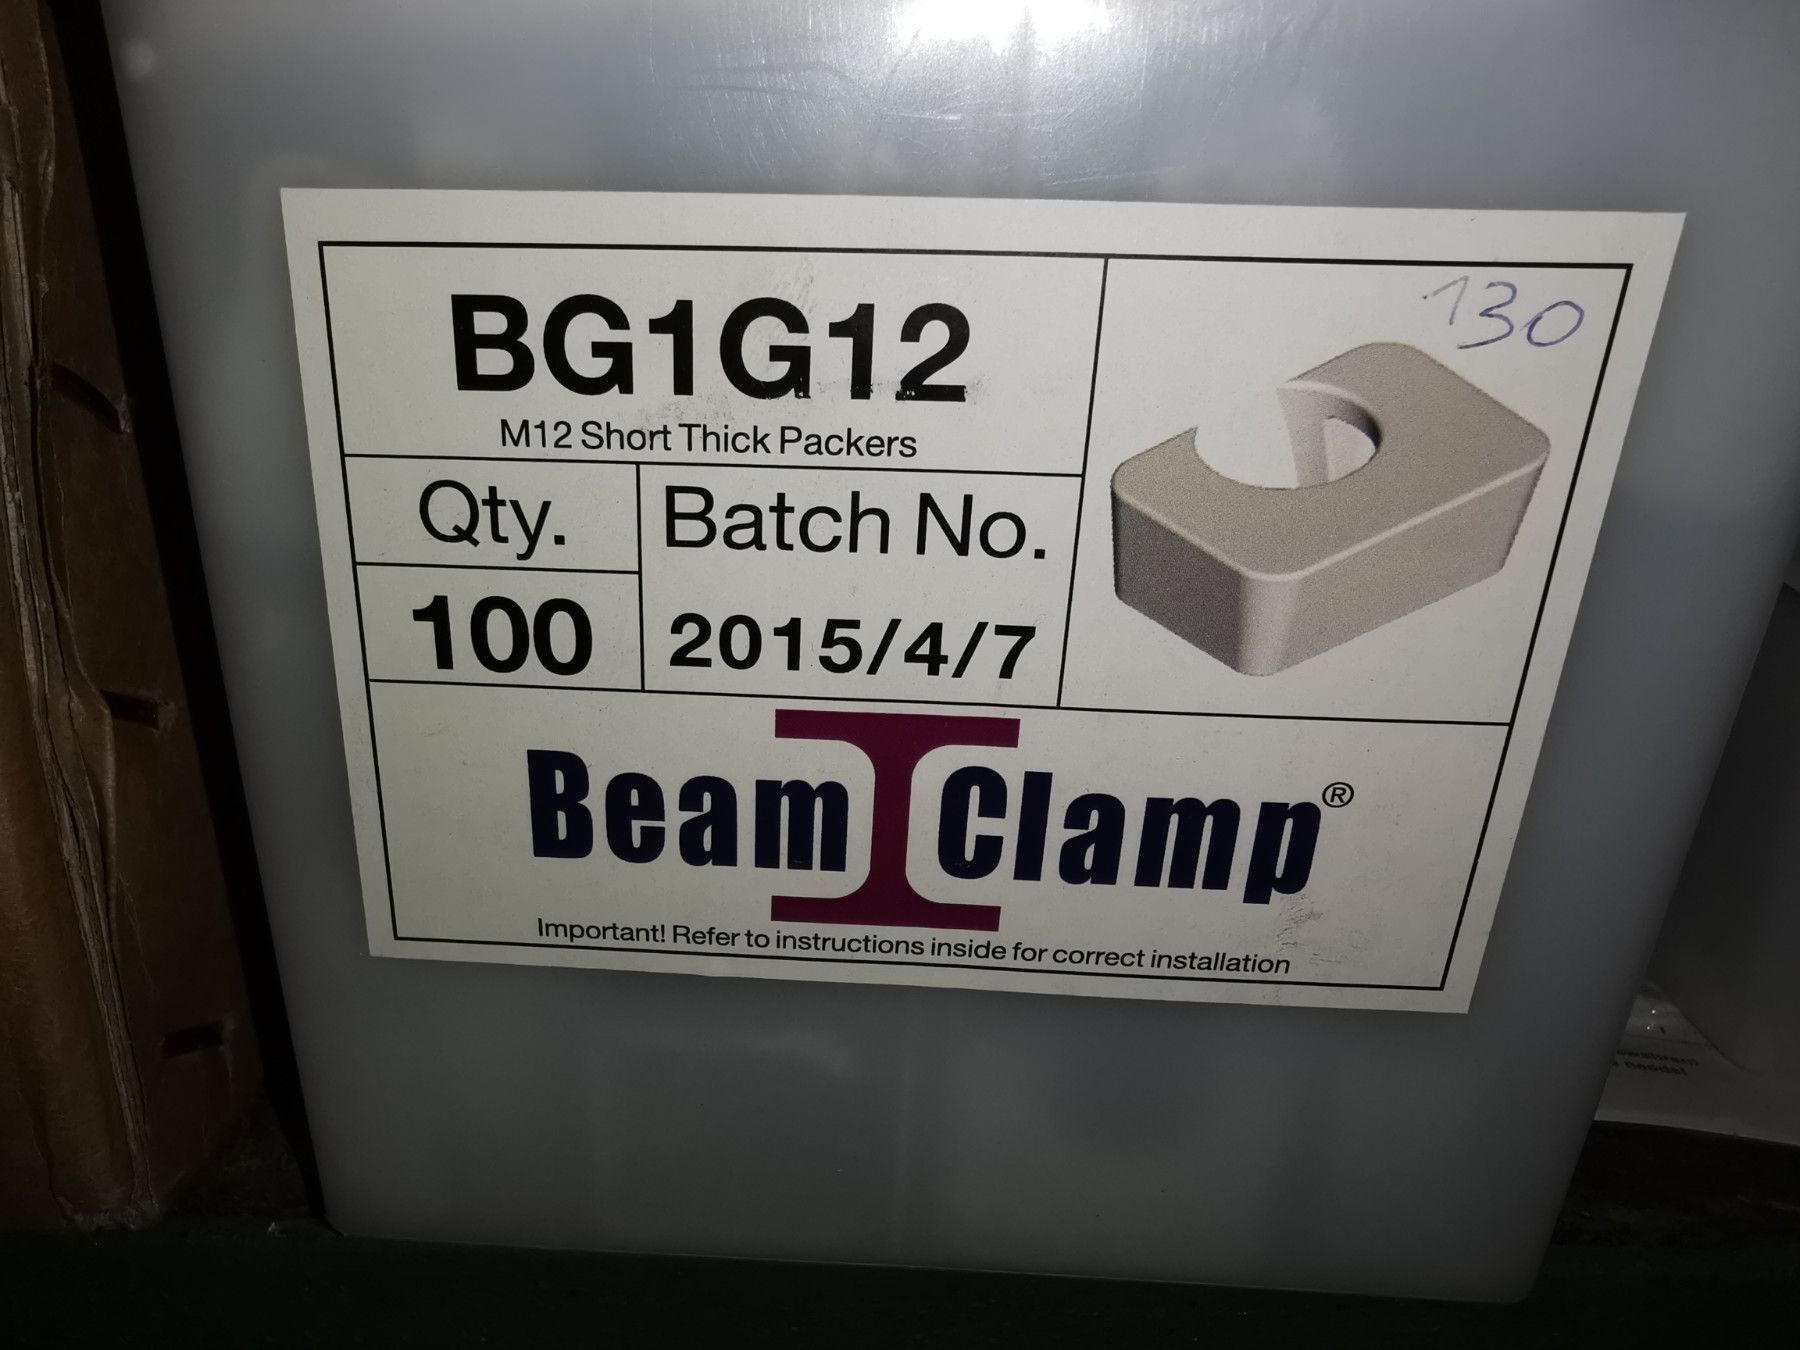 BG1G12
M12 Short Thick Packers
130
Qty.
Batch No.
100
2015/4/7
Beam Clamp®
Important! Refer to instructions inside for correct installation